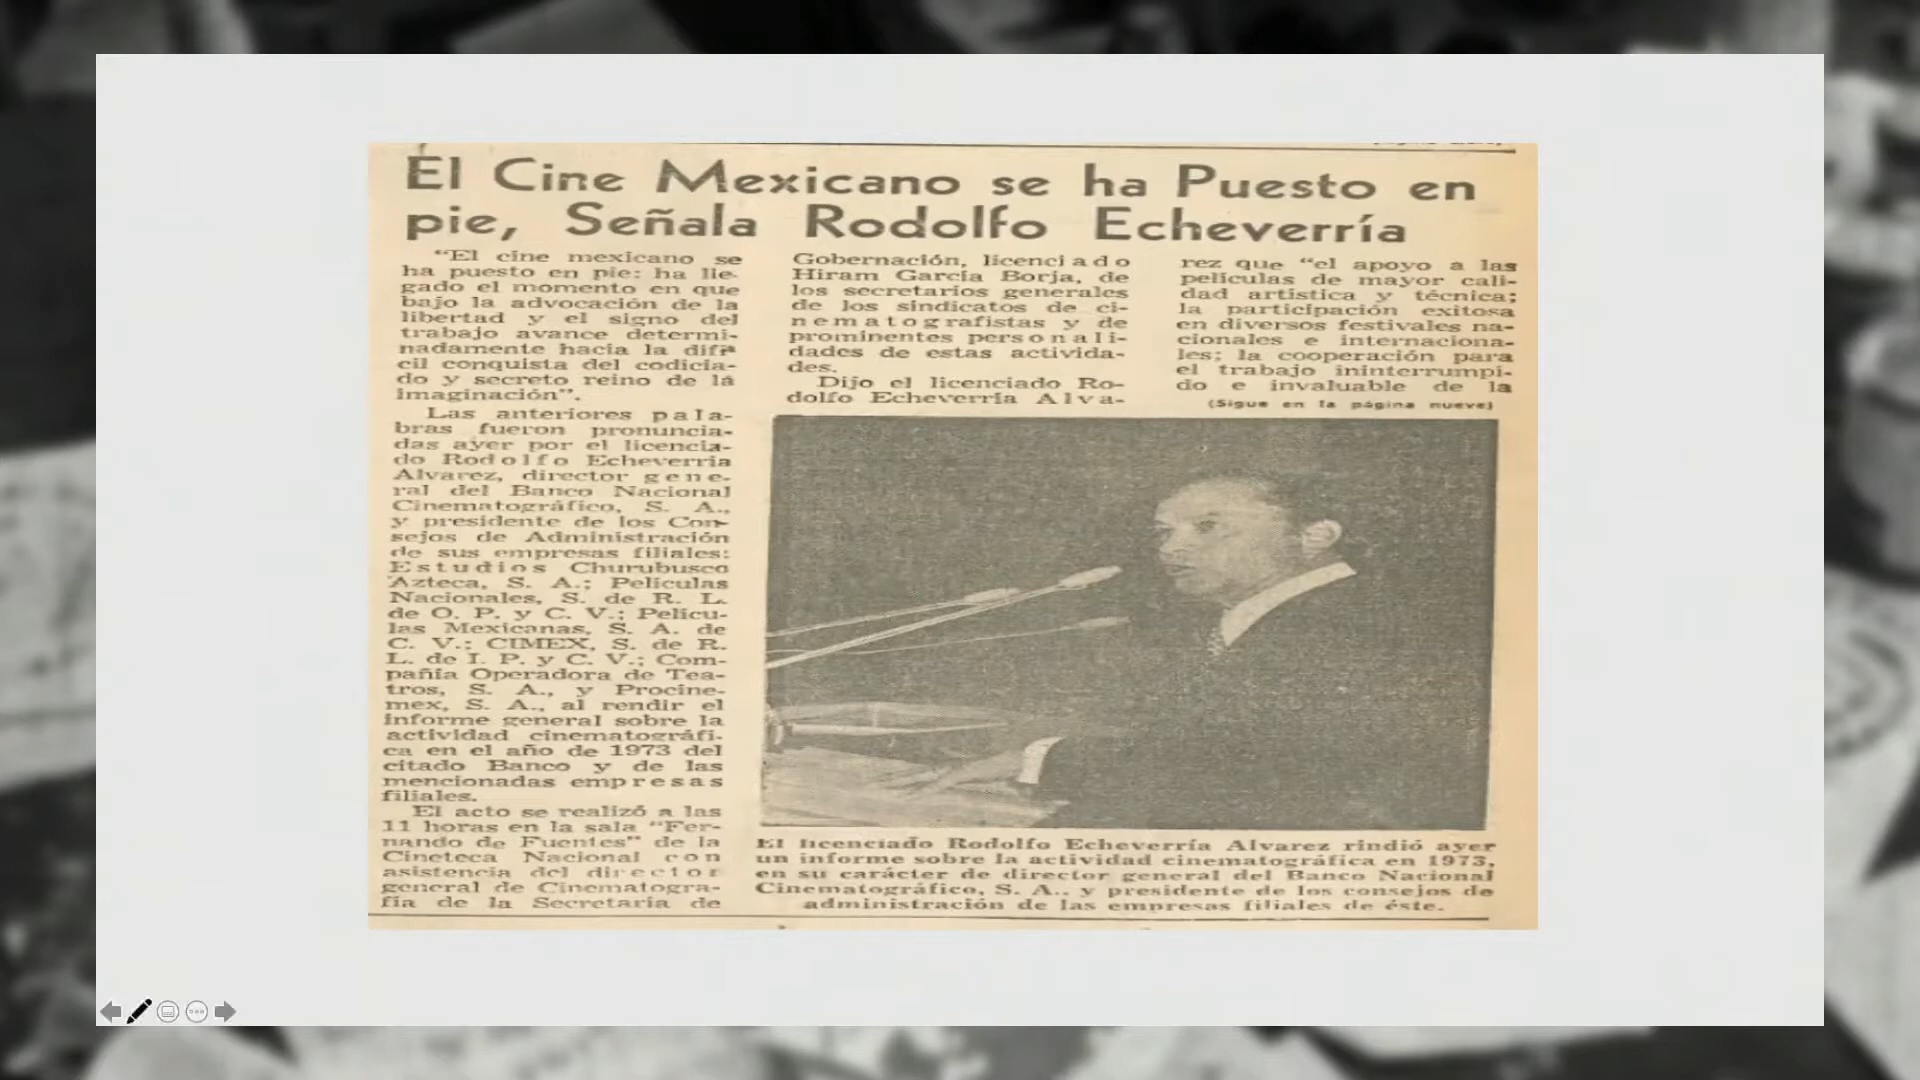 El Cine Mexicano se ha Puesto en
pie, Señala Rodolfo Echeverría
"El cine mexicano se
ha puesto en pie: ha lle-
gado el momento en que
bajo la advocación de la
libertad y el signo del
trabajo avance determi-
nadamente hacia la difí-
cil conquista del codicia-
do y secreto reino de la
imaginación".
Las anteriores pala-
bras fueron pronuncia-
das ayer por el licencia-
do Rodolfo Echeverría
Alvarez, director gene-
ral del Banco Nacional
Cinematográfico, S. A.,
y presidente de los Con-
sejos de Administración
de sus empresas filiales:
Estudios Churubusco
Azteca, S. A.; Películas
Nacionales, S. de R. L.
de O. P. y C. V.; Pelícu-
las Mexicanas, S. A. de
C. V.; CIMEX, S. de R.
L. de I. P. y C. V.; Com-
pañía Operadora de Tea-
tros, S. A., y Procine-
mex, S. A., al rendir el
informe general sobre la
actividad cinematográfi-
ca en el año de 1973 del
citado Banco y de las
mencionadas empresas
filiales.
El acto se realizó a las
11 horas en la sala "Fer-
nando de Fuentes" de la
Cineteca Nacional con
asistencia del director
general de Cinematogra-
fía de la Secretaría de
Gobernación, licenciado
Hiram García Borja, de
los secretarios generales
de los sindicatos de ci-
nematografistas y de
prominentes personali-
dades de estas activida-
des.
Dijo el licenciado Ro-
dolfo Echeverría Alva-
rez que "el apoyo a las
películas de mayor cali-
dad artística y técnica;
la participación exitosa
en diversos festivales na-
cionales e internaciona-
les; la cooperación para
el trabajo ininterrumpi-
do e invaluable de la
(Sigue en la página nueve)
El licenciado Rodolfo Echeverría Alvarez rindió ayer
un informe sobre la actividad cinematográfica en 1973,
en su carácter de director general del Banco Nacional
Cinematográfico, S. A., y presidente de los consejos de
administración de las empresas filiales de éste.